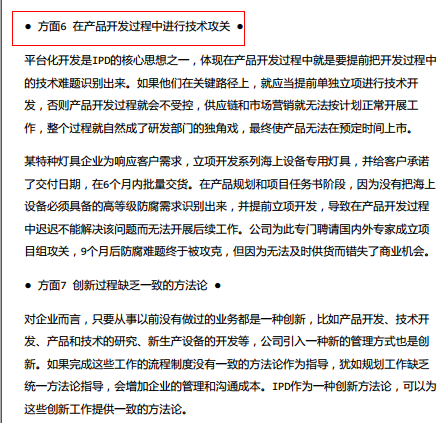 ● 方面6 在产品开发过程中进行技术攻关 ●
平台化开发是IPD的核心思想之一，体现在产品开发过程中就是要提前把开发过程中
的技术难题识别出来。如果他们在关键路径上，就应当提前单独立项进行技术开
发，否则产品开发过程就会不受控，供应链和市场营销就无法按计划正常开展工
作，整个过程就自然成了研发部门的独角戏，最终使产品无法在预定时间上市。
某特种灯具企业为响应客户需求，立项开发系列海上设备专用灯具，并给客户承诺
了交付日期，在6个月内批量交货。在产品规划和项目任务书阶段，因为没有把海上
设备必须具备的高等级防腐需求识别出来，并提前立项开发，导致在产品开发过程
中迟迟不能解决该问题而无法开展后续工作。公司为此专门聘请国内外专家成立项
目组攻关，9个月后防腐难题终于被攻克，但因为无法及时供货而错失了商业机会。
● 方面7 创新过程缺乏一致的方法论 ●
对企业而言，只要从事以前没有做过的业务都是一种创新，比如产品开发、技术开
发、产品和技术的研究、新生产设备的开发等，公司引入一种新的管理方式也是创
新。如果完成这些工作的流程制度没有一致的方法论作为指导，犹如规划工作缺乏
统一方法论指导，会增加企业的管理和沟通成本。IPD作为一种创新方法论，可以为
这些创新工作提供一致的方法论。